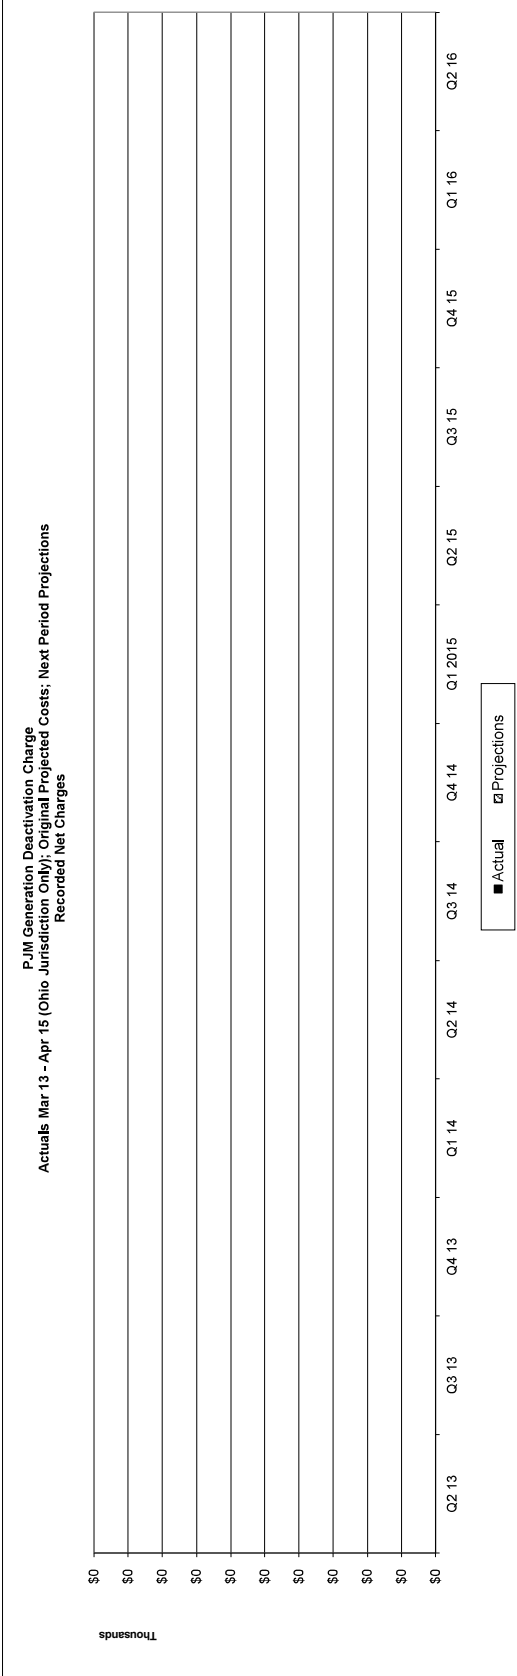 PJM Generation Deactivation Charge
Actuals Mar 13 - Apr 15 (Ohio Jurisdiction Only); Original Projected Costs; Next Period Projections
Recorded Net Charges
Thousands
$0
$0
$0
$0
$0
$0
$0
$0
$0
$0
$0
Q2 13
Q3 13
Q4 13
Q1 14
Q2 14
Q3 14
Q4 14
Q1 2015
Q2 15
Q3 15
Q4 15
Q1 16
Q2 16
Actual
Projections